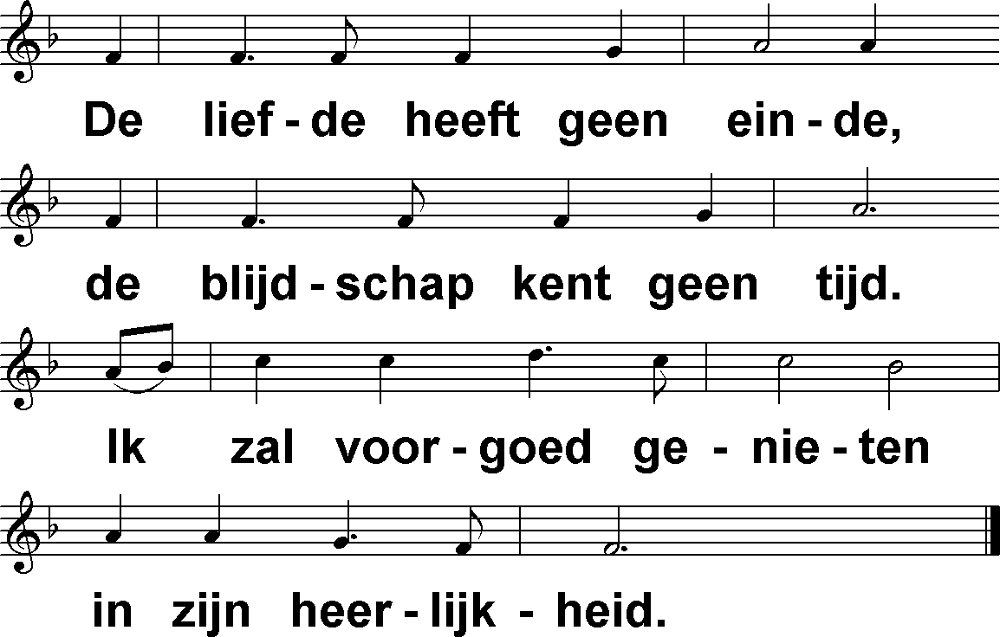 De lief - de heeft geen ein - de,
de blijd - schap kent geen tijd.
Ik zal voor - goed ge - nie - ten
in zijn heer - lijk - heid.